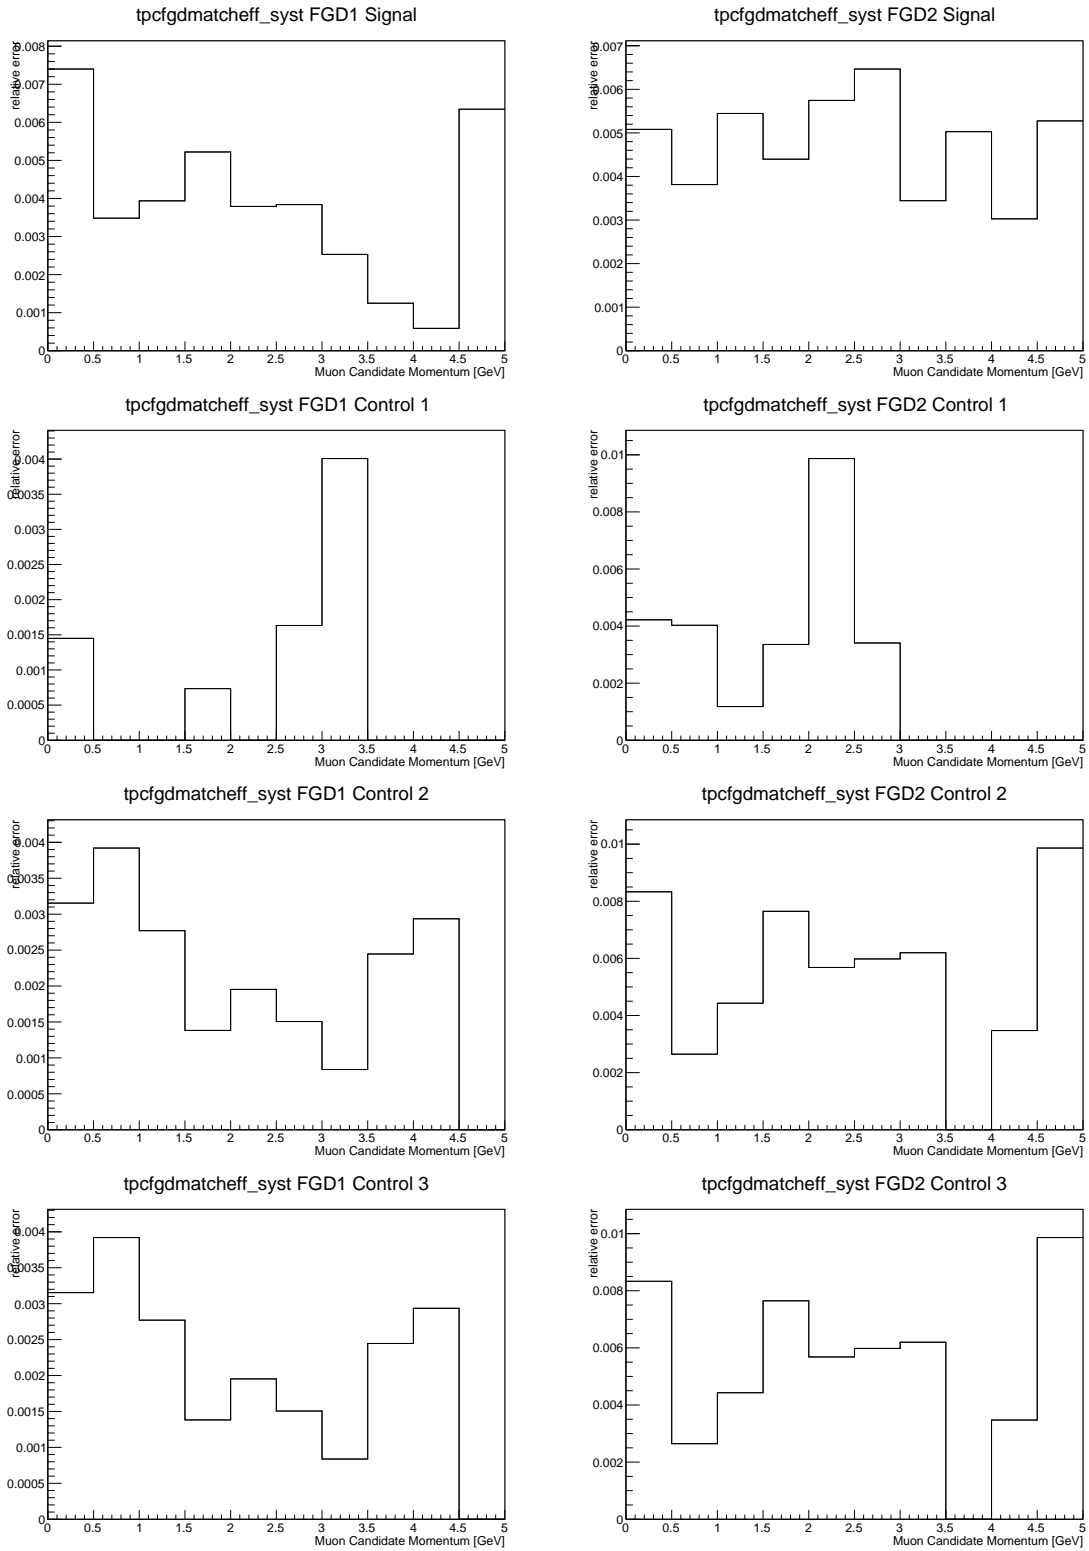 tpcfgdmatcheff_syst FGD1 Signal
relative error
0.008
0.007
0.006
0.005
0.004
0.003
0.002
0.001
0
0 0.5 1 1.5 2 2.5 3 3.5 4 4.5 5
Muon Candidate Momentum [GeV]
tpcfgdmatcheff_syst FGD2 Signal
relative error
0.007
0.006
0.005
0.004
0.003
0.002
0.001
0
0 0.5 1 1.5 2 2.5 3 3.5 4 4.5 5
Muon Candidate Momentum [GeV]
tpcfgdmatcheff_syst FGD1 Control 1
relative error
0.004
0.0035
0.003
0.0025
0.002
0.0015
0.001
0.0005
0
0 0.5 1 1.5 2 2.5 3 3.5 4 4.5 5
Muon Candidate Momentum [GeV]
tpcfgdmatcheff_syst FGD2 Control 1
relative error
0.01
0.008
0.006
0.004
0.002
0
0 0.5 1 1.5 2 2.5 3 3.5 4 4.5 5
Muon Candidate Momentum [GeV]
tpcfgdmatcheff_syst FGD1 Control 2
relative error
0.004
0.0035
0.003
0.0025
0.002
0.0015
0.001
0.0005
0
0 0.5 1 1.5 2 2.5 3 3.5 4 4.5 5
Muon Candidate Momentum [GeV]
tpcfgdmatcheff_syst FGD2 Control 2
relative error
0.01
0.008
0.006
0.004
0.002
0
0 0.5 1 1.5 2 2.5 3 3.5 4 4.5 5
Muon Candidate Momentum [GeV]
tpcfgdmatcheff_syst FGD1 Control 3
relative error
0.004
0.0035
0.003
0.0025
0.002
0.0015
0.001
0.0005
0
0 0.5 1 1.5 2 2.5 3 3.5 4 4.5 5
Muon Candidate Momentum [GeV]
tpcfgdmatcheff_syst FGD2 Control 3
relative error
0.01
0.008
0.006
0.004
0.002
0
0 0.5 1 1.5 2 2.5 3 3.5 4 4.5 5
Muon Candidate Momentum [GeV]